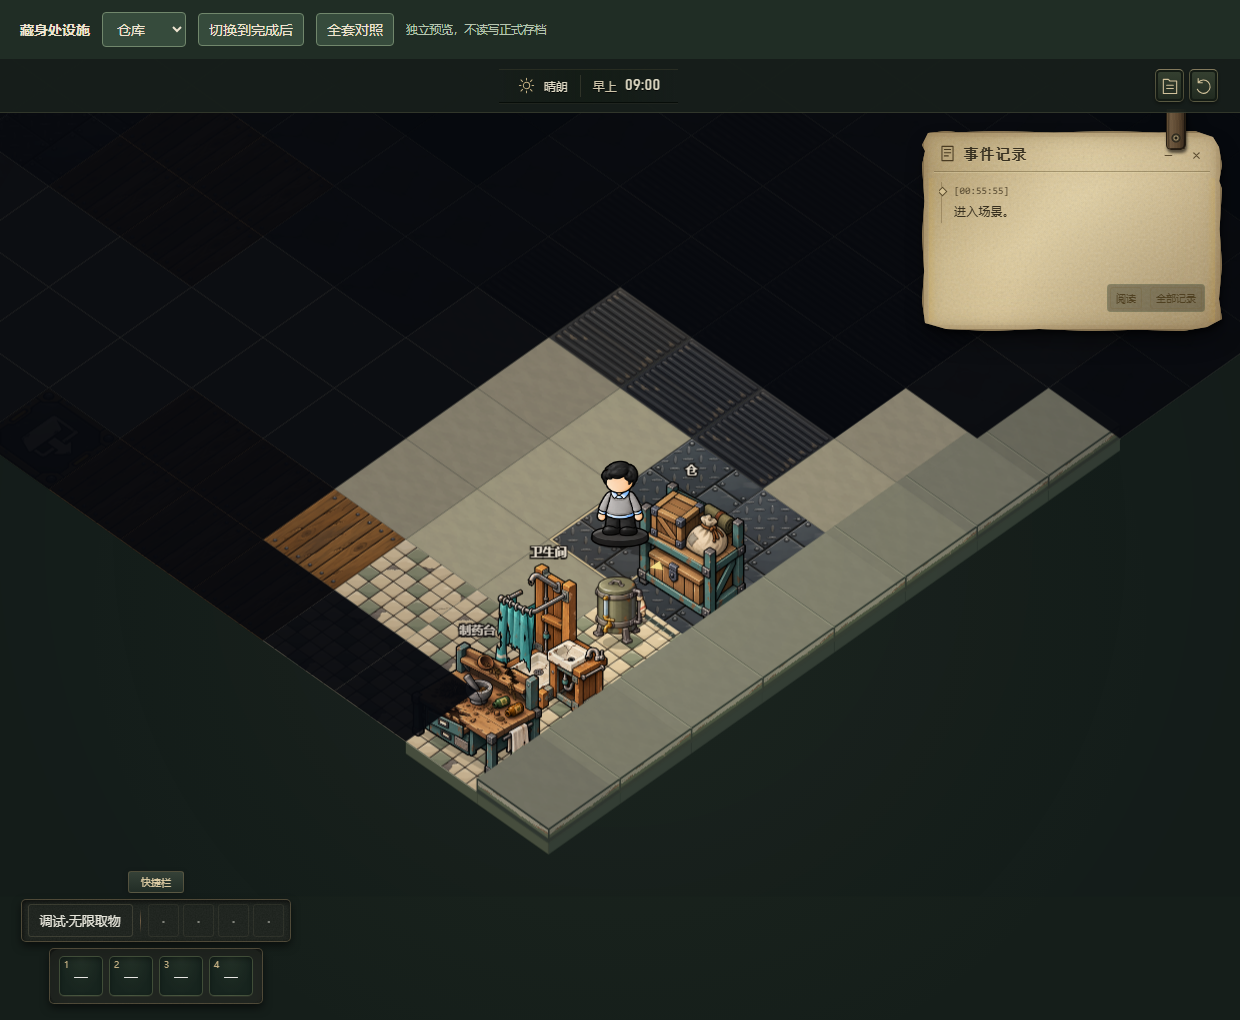 藏身处设施 仓库 切换到完成后 全套对照 独立预览，不读写正式存档
晴朗 早上 09:00
事件记录
[00:55:55]
进入场景。
阅读 全部记录
仓
卫生间
制药台
快捷栏
调试·无限取物
1 2 3 4